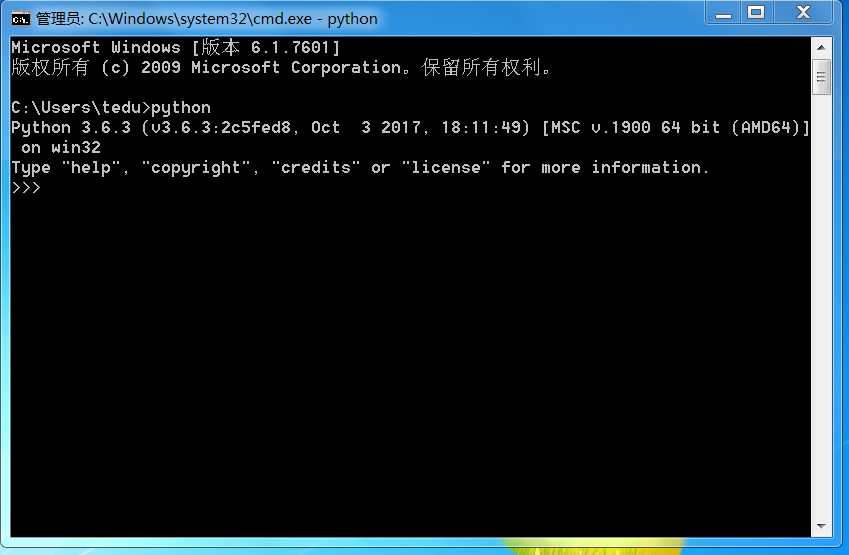 管理员: C:\Windows\system32\cmd.exe - python
Microsoft Windows [版本 6.1.7601]
版权所有 (c) 2009 Microsoft Corporation。保留所有权利。
C:\Users\tedu>python
Python 3.6.3 (v3.6.3:2c5fed8, Oct  3 2017, 18:11:49) [MSC v.1900 64 bit (AMD64)]
 on win32
Type "help", "copyright", "credits" or "license" for more information.
>>>